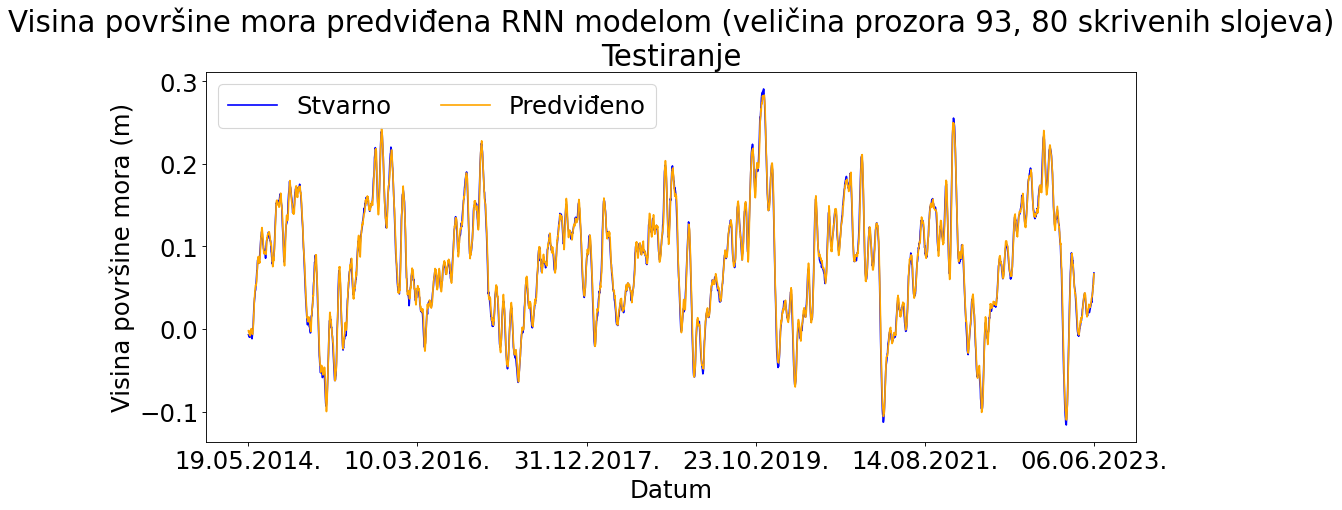 Visina površine mora predviđena RNN modelom (veličina prozora 93, 80 skrivenih slojeva)
Testiranje
Stvarno Predviđeno
Visina površine mora (m)
0.3
0.2
0.1
0.0
−0.1
19.05.2014. 10.03.2016. 31.12.2017. 23.10.2019. 14.08.2021. 06.06.2023.
Datum